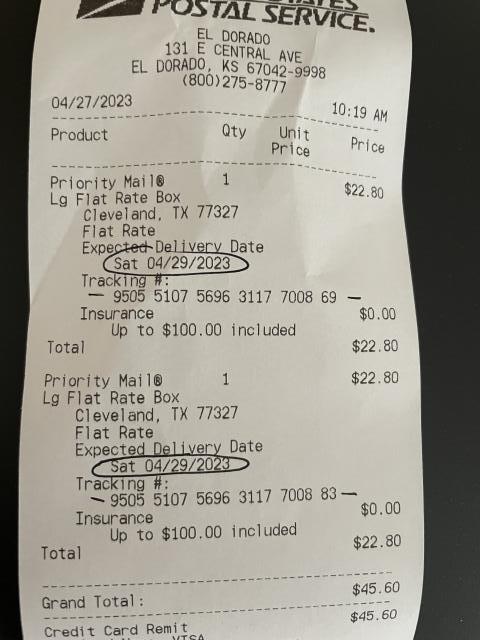 POSTAL SERVICE.
EL DORADO
131 E CENTRAL AVE
EL DORADO, KS 67042-9998
(800)275-8777
04/27/2023 10:19 AM
Product Qty Unit Price Price
Priority Mail® 1 $22.80
Lg Flat Rate Box
Cleveland, TX 77327
Flat Rate
Expected Delivery Date
Sat 04/29/2023
Tracking #:
9505 5107 5696 3117 7008 69
Insurance $0.00
Up to $100.00 included
Total $22.80
Priority Mail® 1 $22.80
Lg Flat Rate Box
Cleveland, TX 77327
Flat Rate
Expected Delivery Date
Sat 04/29/2023
Tracking #:
9505 5107 5696 3117 7008 83
Insurance $0.00
Up to $100.00 included
Total $22.80
Grand Total: $45.60
Credit Card Remit $45.60
VISA